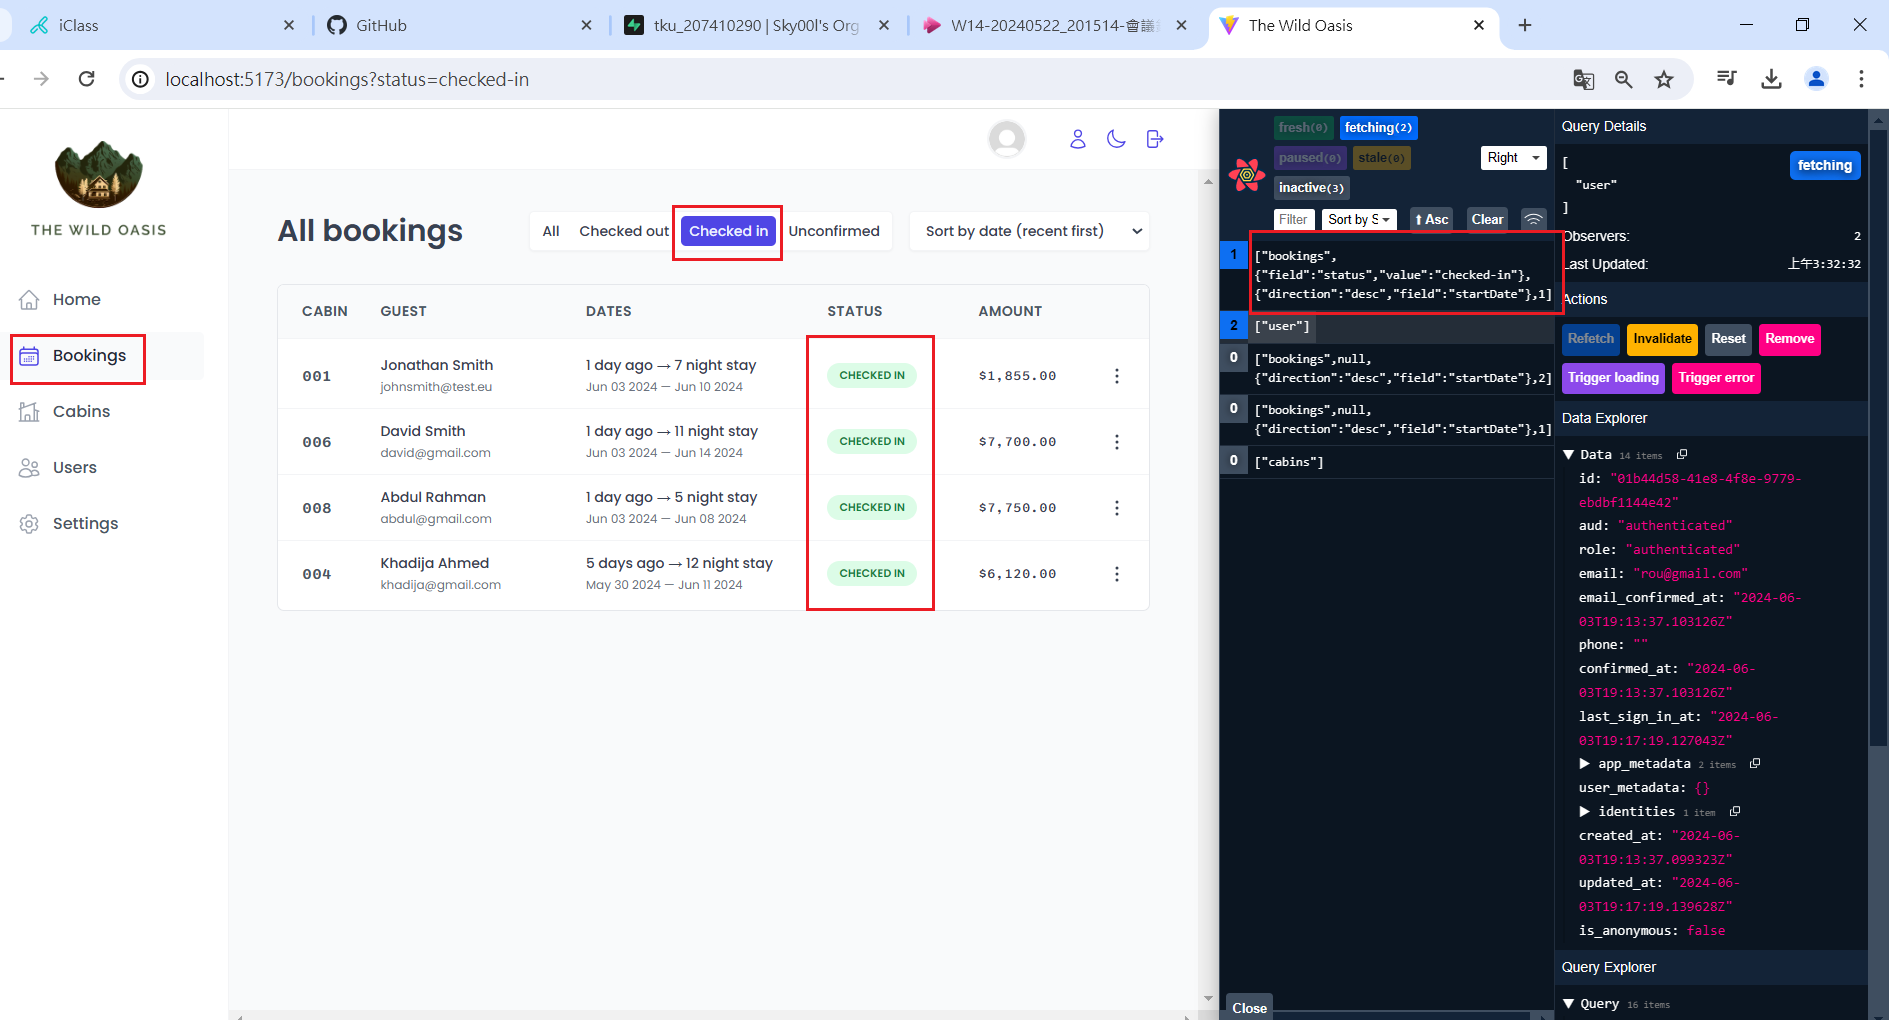 iClass
GitHub
tku_207410290 | Sky00l's Org
W14-20240522_201514-會議
The Wild Oasis
localhost:5173/bookings?status=checked-in
THE WILD OASIS
Home
Bookings
Cabins
Users
Settings
All bookings
All
Checked out
Checked in
Unconfirmed
Sort by date (recent first)
CABIN GUEST DATES STATUS AMOUNT
001 Jonathan Smith 1 day ago → 7 night stay CHECKED IN $1,855.00
johnsmith@test.eu Jun 03 2024 — Jun 10 2024
006 David Smith 1 day ago → 11 night stay CHECKED IN $7,700.00
david@gmail.com Jun 03 2024 — Jun 14 2024
008 Abdul Rahman 1 day ago → 5 night stay CHECKED IN $7,750.00
abdul@gmail.com Jun 03 2024 — Jun 08 2024
004 Khadija Ahmed 5 days ago → 12 night stay CHECKED IN $6,120.00
khadija@gmail.com May 30 2024 — Jun 11 2024
fresh(0) fetching(2)
paused(0) stale(0)
inactive(3)
Right
Filter
Sort by S
⬆ Asc
Clear
1 ["bookings",
{"field":"status","value":"checked-in"},
{"direction":"desc","field":"startDate"},1]
2 ["user"]
0 ["bookings",null,
{"direction":"desc","field":"startDate"},2]
0 ["bookings",null,
{"direction":"desc","field":"startDate"},1]
0 ["cabins"]
Close
Query Details
[
"user"
]
fetching
Observers: 2
Last Updated: 上午3:32:32
Actions
Refetch Invalidate Reset Remove
Trigger loading Trigger error
Data Explorer
▼ Data 14 items
id: "01b44d58-41e8-4f8e-9779-
ebdbf1144e42"
aud: "authenticated"
role: "authenticated"
email: "rou@gmail.com"
email_confirmed_at: "2024-06-
03T19:13:37.103126Z"
phone: ""
confirmed_at: "2024-06-
03T19:13:37.103126Z"
last_sign_in_at: "2024-06-
03T19:17:19.127043Z"
▶ app_metadata 2 items
user_metadata: {}
▶ identities 1 item
created_at: "2024-06-
03T19:13:37.099323Z"
updated_at: "2024-06-
03T19:17:19.139628Z"
is_anonymous: false
Query Explorer
▼ Query 16 items